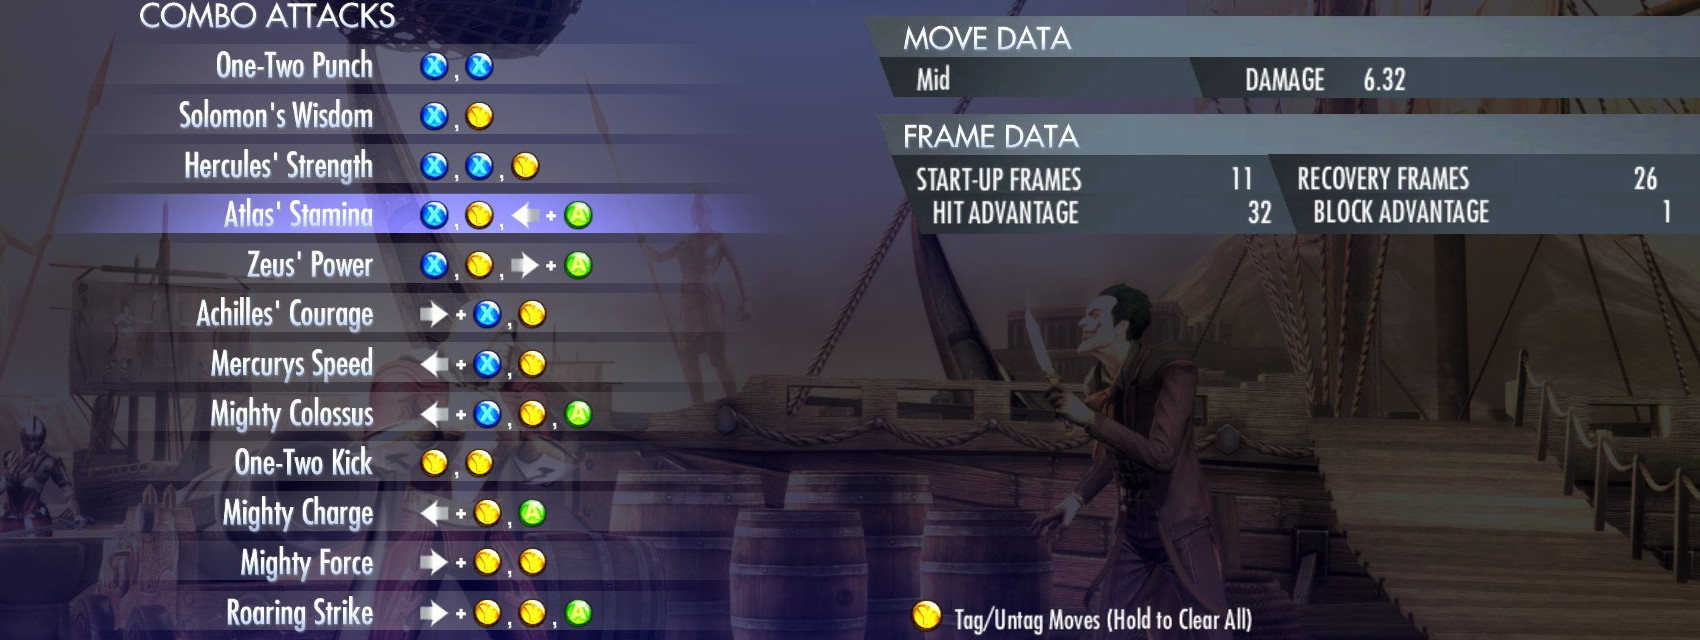 COMBO ATTACKS
One-Two Punch X , X
Solomon's Wisdom X , Y
Hercules' Strength X , X , Y
Atlas' Stamina X , Y , + A
Zeus' Power X , Y , + A
Achilles' Courage + X , Y
Mercurys Speed + X , Y
Mighty Colossus + X , Y , A
One-Two Kick Y , Y
Mighty Charge + Y , A
Mighty Force + Y , Y
Roaring Strike + Y , Y , A
MOVE DATA
Mid DAMAGE 6.32
FRAME DATA
START-UP FRAMES 11 RECOVERY FRAMES 26
HIT ADVANTAGE 32 BLOCK ADVANTAGE 1
Y Tag/Untag Moves (Hold to Clear All)